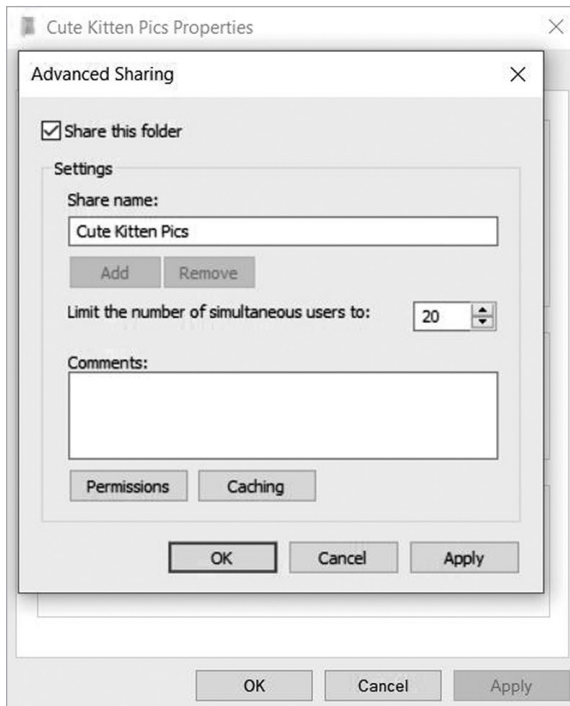 Cute Kitten Pics Properties
Advanced Sharing
Share this folder
Settings
Share name:
Cute Kitten Pics
Add Remove
Limit the number of simultaneous users to: 20
Comments:
Permissions Caching
OK Cancel Apply
OK Cancel Apply